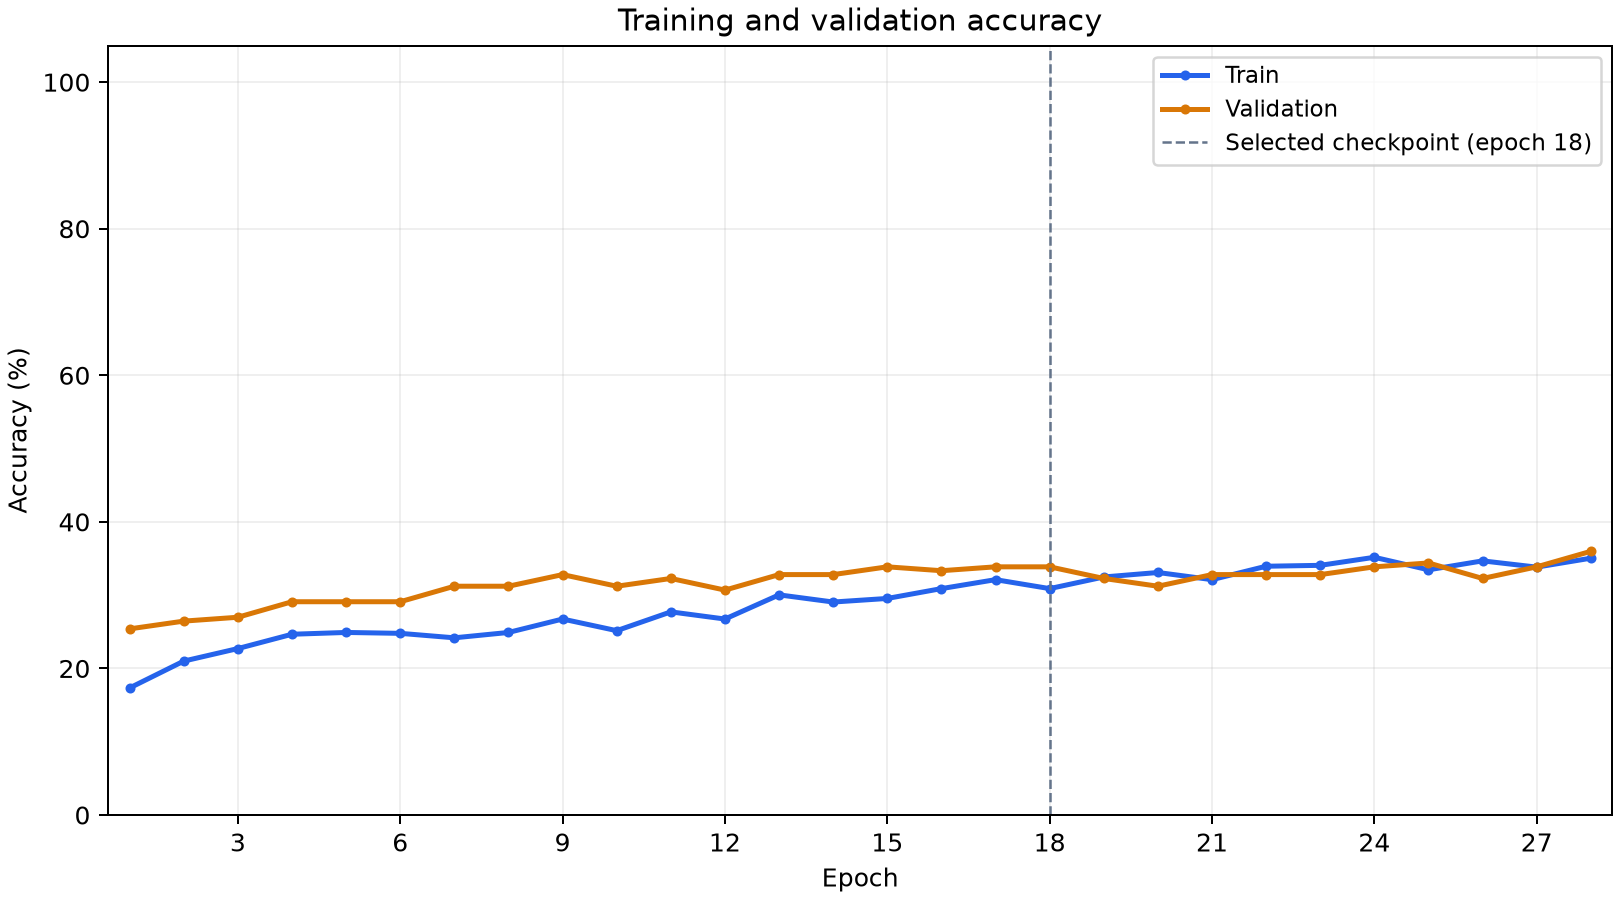 Training and validation accuracy
Train
Validation
Selected checkpoint (epoch 18)
Accuracy (%)
100
80
60
40
20
0
3 6 9 12 15 18 21 24 27
Epoch